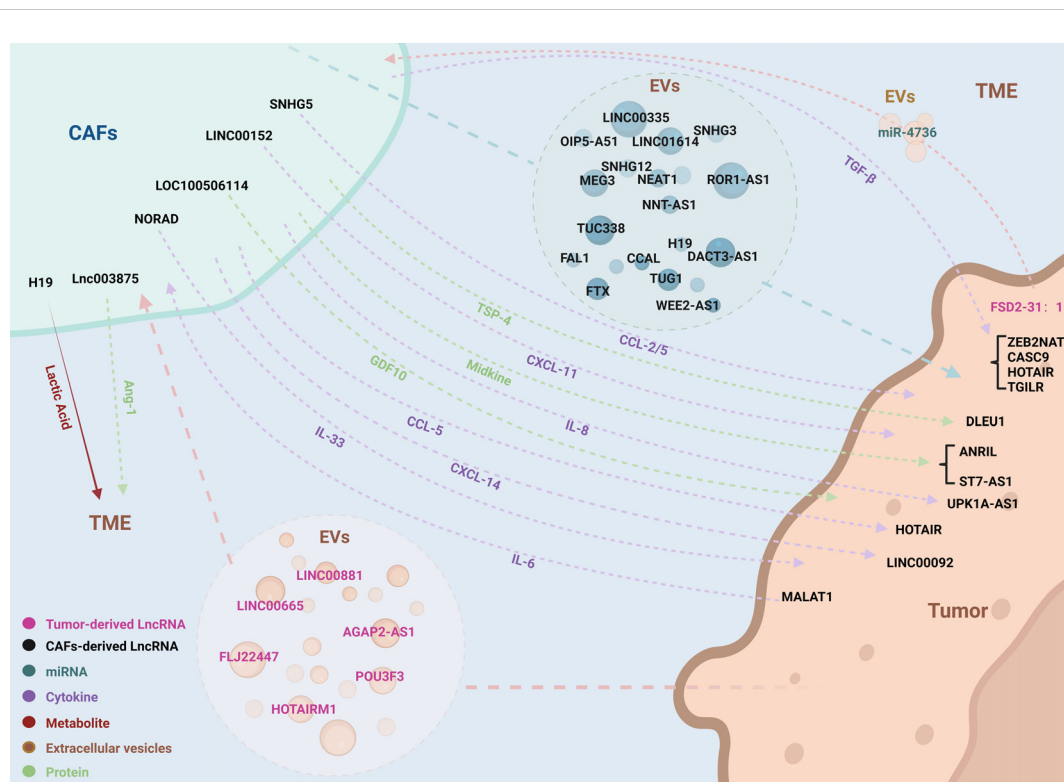 CAFs
SNHG5
LINC00152
LOC100506114
NORAD
H19
Lnc003875
Lactic Acid
Ang-1
TME
EVs
LINC00335
OIP5-A51
LINC01614
SNHG3
SNHG12
MEG3
NEAT1
ROR1-AS1
NNT-AS1
TUC338
H19
FAL1
CCAL
DACT3-AS1
FTX
TUG1
WEE2-AS1
EVs
miR-4736
TME
TGF-β
TSP-4
CCL-2/5
GDF10
Midkine
CXCL-11
IL-33
CCL-5
IL-8
CXCL-14
IL-6
FSD2-31: 1
ZEB2NAT
CASC9
HOTAIR
TGILR
DLEU1
ANRIL
ST7-AS1
UPK1A-AS1
HOTAIR
LINC00092
MALAT1
Tumor
EVs
LINC00881
LINC00665
AGAP2-AS1
FLJ22447
POU3F3
HOTAIRM1
Tumor-derived LncRNA
CAFs-derived LncRNA
miRNA
Cytokine
Metabolite
Extracellular vesicles
Protein